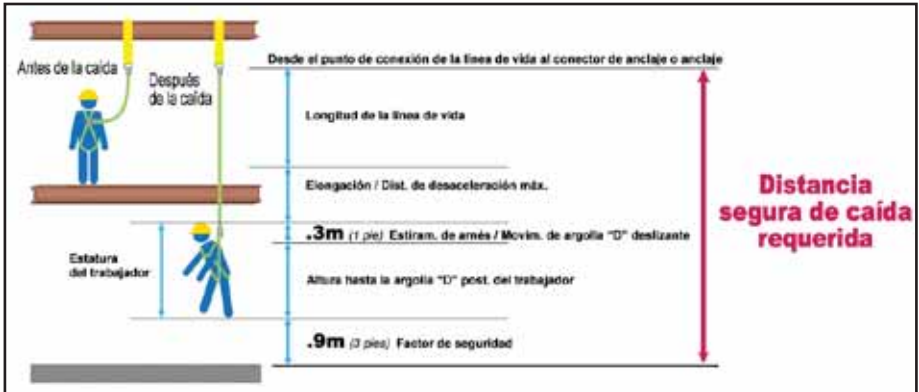 Desde el punto de conexión de la línea de vida al conector de anclaje o anclaje
Antes de la caída
Después
de la caída
Longitud de la línea de vida
Elongación / Dist. de desaceleración máx.
Distancia
segura de caída
requerida
.3m (1 pie) Estiram. de arnés / Movim. de argolla "D" deslizante
Estatura
del trabajador
Altura hasta la argolla "D" post. del trabajador
.9m (3 pies) Factor de seguridad